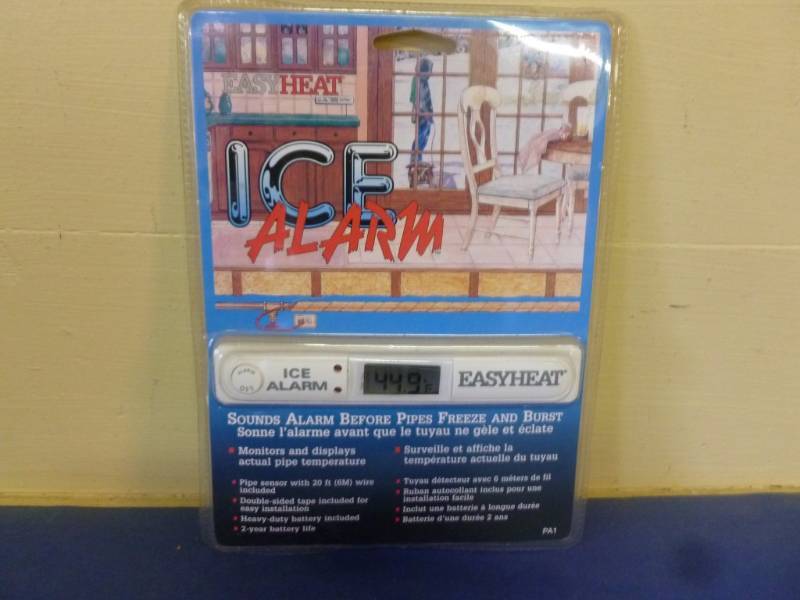 EASYHEAT
ICE
ALARM
ICE
ALARM
OFF
44.9
EASYHEAT
SOUNDS ALARM BEFORE PIPES FREEZE AND BURST
Sonne l'alarme avant que le tuyau ne gèle et éclate
Monitors and displays
actual pipe temperature
Pipe sensor with 20 ft (6M) wire
included
Double-sided tape included for
easy installation
Heavy-duty battery included
2-year battery life
Surveille et affiche la
température actuelle du tuyau
Tuyau détecteur avec 6 méters de fil
Ruban autocollant inclus pour une
installation farile
Inclut une batterie à longue durée
Batterie d'une durée 2 ans
PA1